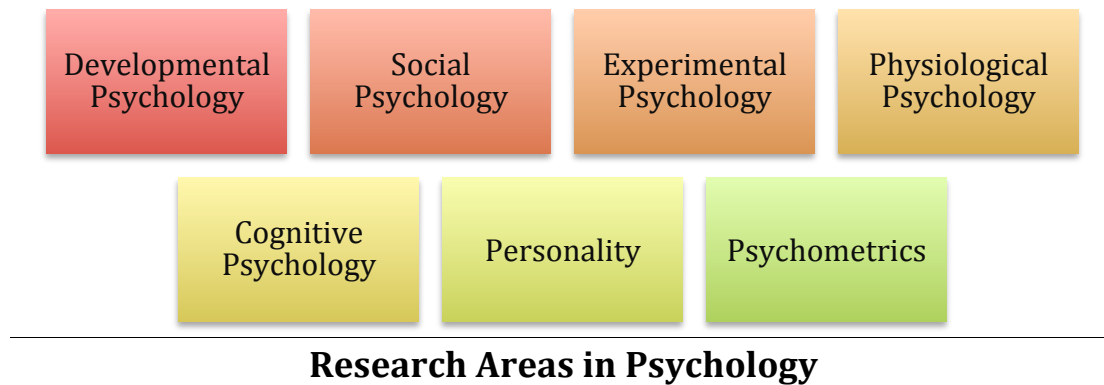 Developmental
Psychology
Social
Psychology
Experimental
Psychology
Physiological
Psychology
Cognitive
Psychology
Personality
Psychometrics
Research Areas in Psychology